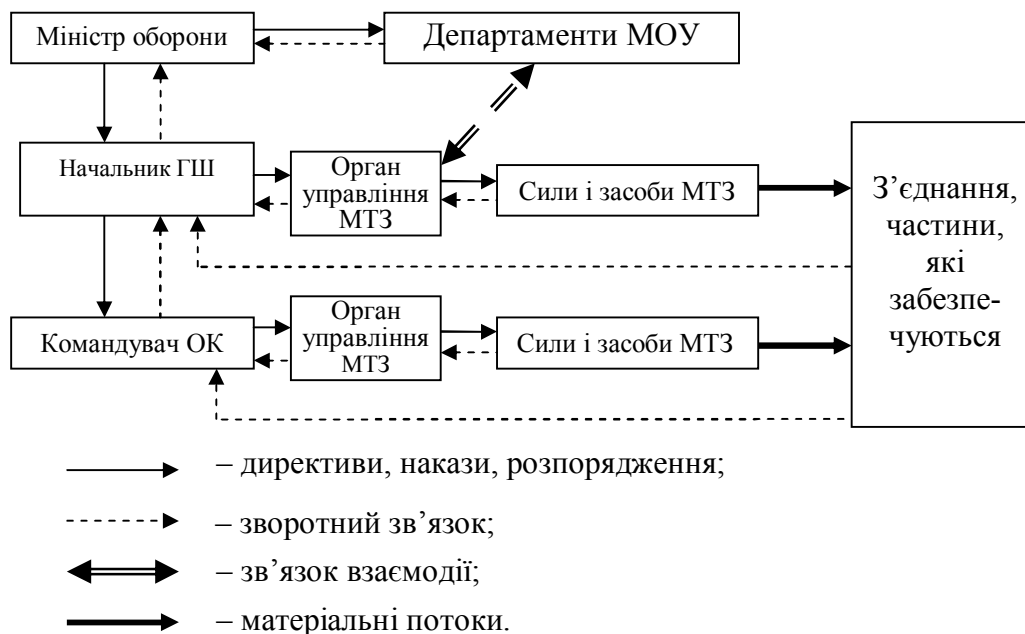 Міністр оборони
Департаменти МОУ
Начальник ГШ
Орган
управління
МТЗ
Сили і засоби МТЗ
З’єднання,
частини,
які
забезпе-
чуються
Командувач ОК
Орган
управління
МТЗ
Сили і засоби МТЗ
– директиви, накази, розпорядження;
– зворотний зв’язок;
– зв’язок взаємодії;
– матеріальні потоки.